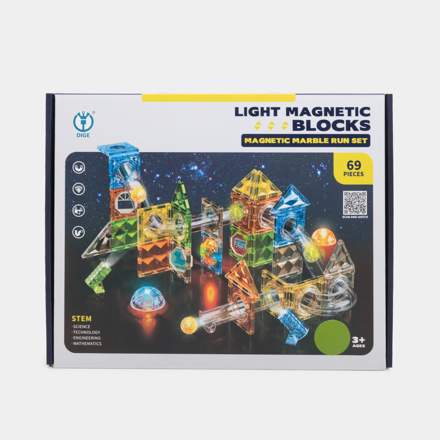 DIGE
LIGHT MAGNETIC
BLOCKS
MAGNETIC MARBLE RUN SET
69
PIECES
STEM
·SCIENCE
·TECHNOLOGY
·ENGINEERING
·MATHEMATICS
3+
AGES